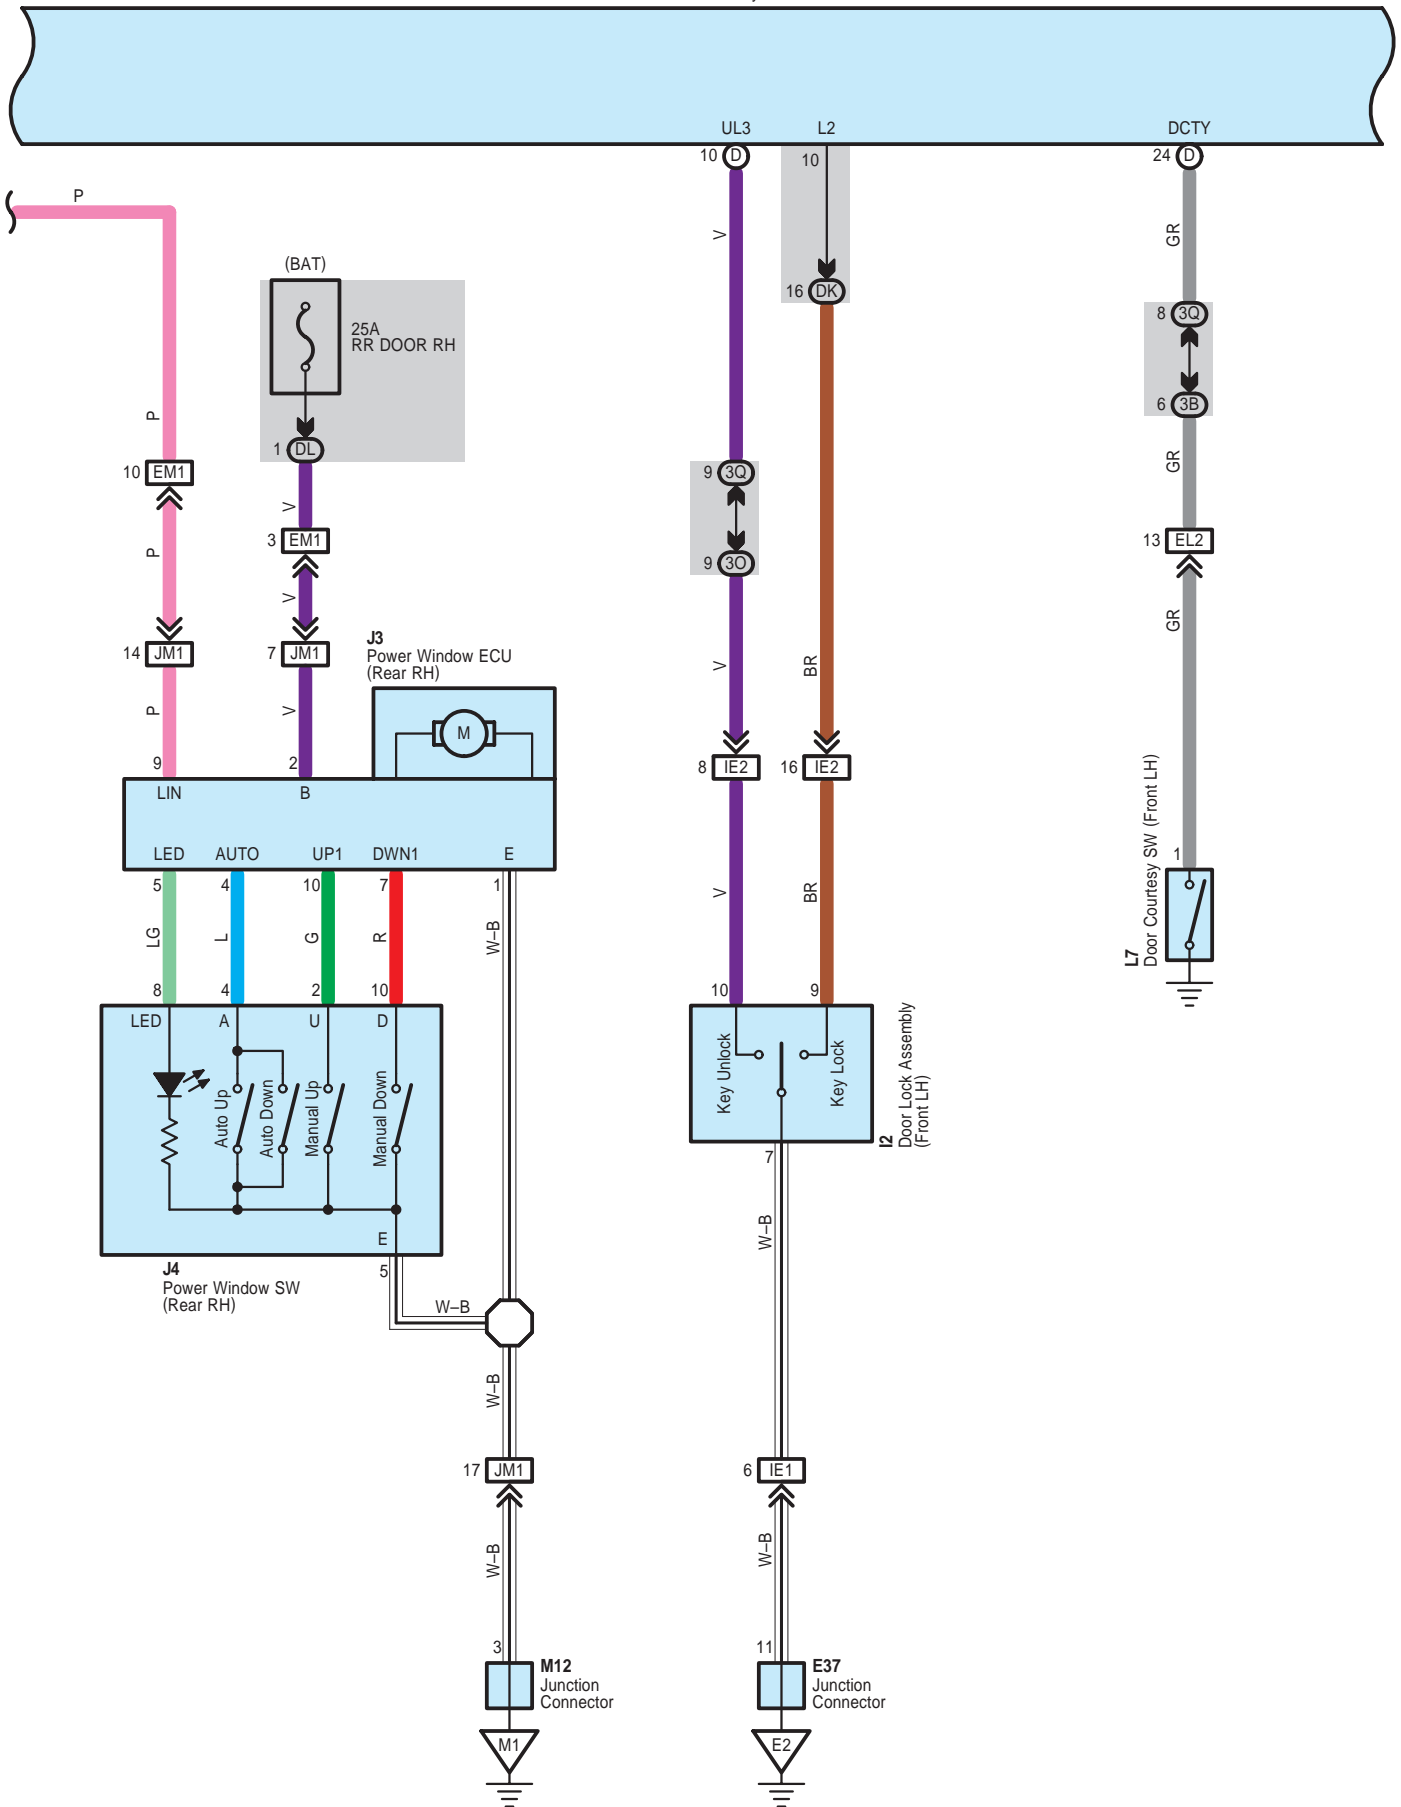 UL3 L2 DCTY
10 D 10 24 D
P
V
GR
(BAT)
16 DK
25A
RR DOOR RH
8 3Q
6 3B
P
1 DL
GR
10 EM1
9 3Q
V
3 EM1
13 EL2
P
9 3O
V
GR
J3
Power Window ECU
(Rear RH)
14 JM1
7 JM1
V
BR
P
V
M
9 2
8 IE2
16 IE2
LIN B
LED AUTO UP1 DWN1 E
1
Door Courtesy SW (Front LH)
L7
5 4 10 7 1
V
BR
LG
L
G
R
W–B
8 4 2 10
10 9
LED A U D
Auto Up
Auto Down
Manual Up
Manual Down
Key Unlock
Key Lock
I2
Door Lock Assembly
(Front LH)
7
E
5
W–B
J4
Power Window SW
(Rear RH)
W–B
W–B
17 JM1
6 IE1
W–B
W–B
3
11
M12
Junction
Connector
E37
Junction
Connector
M1
E2